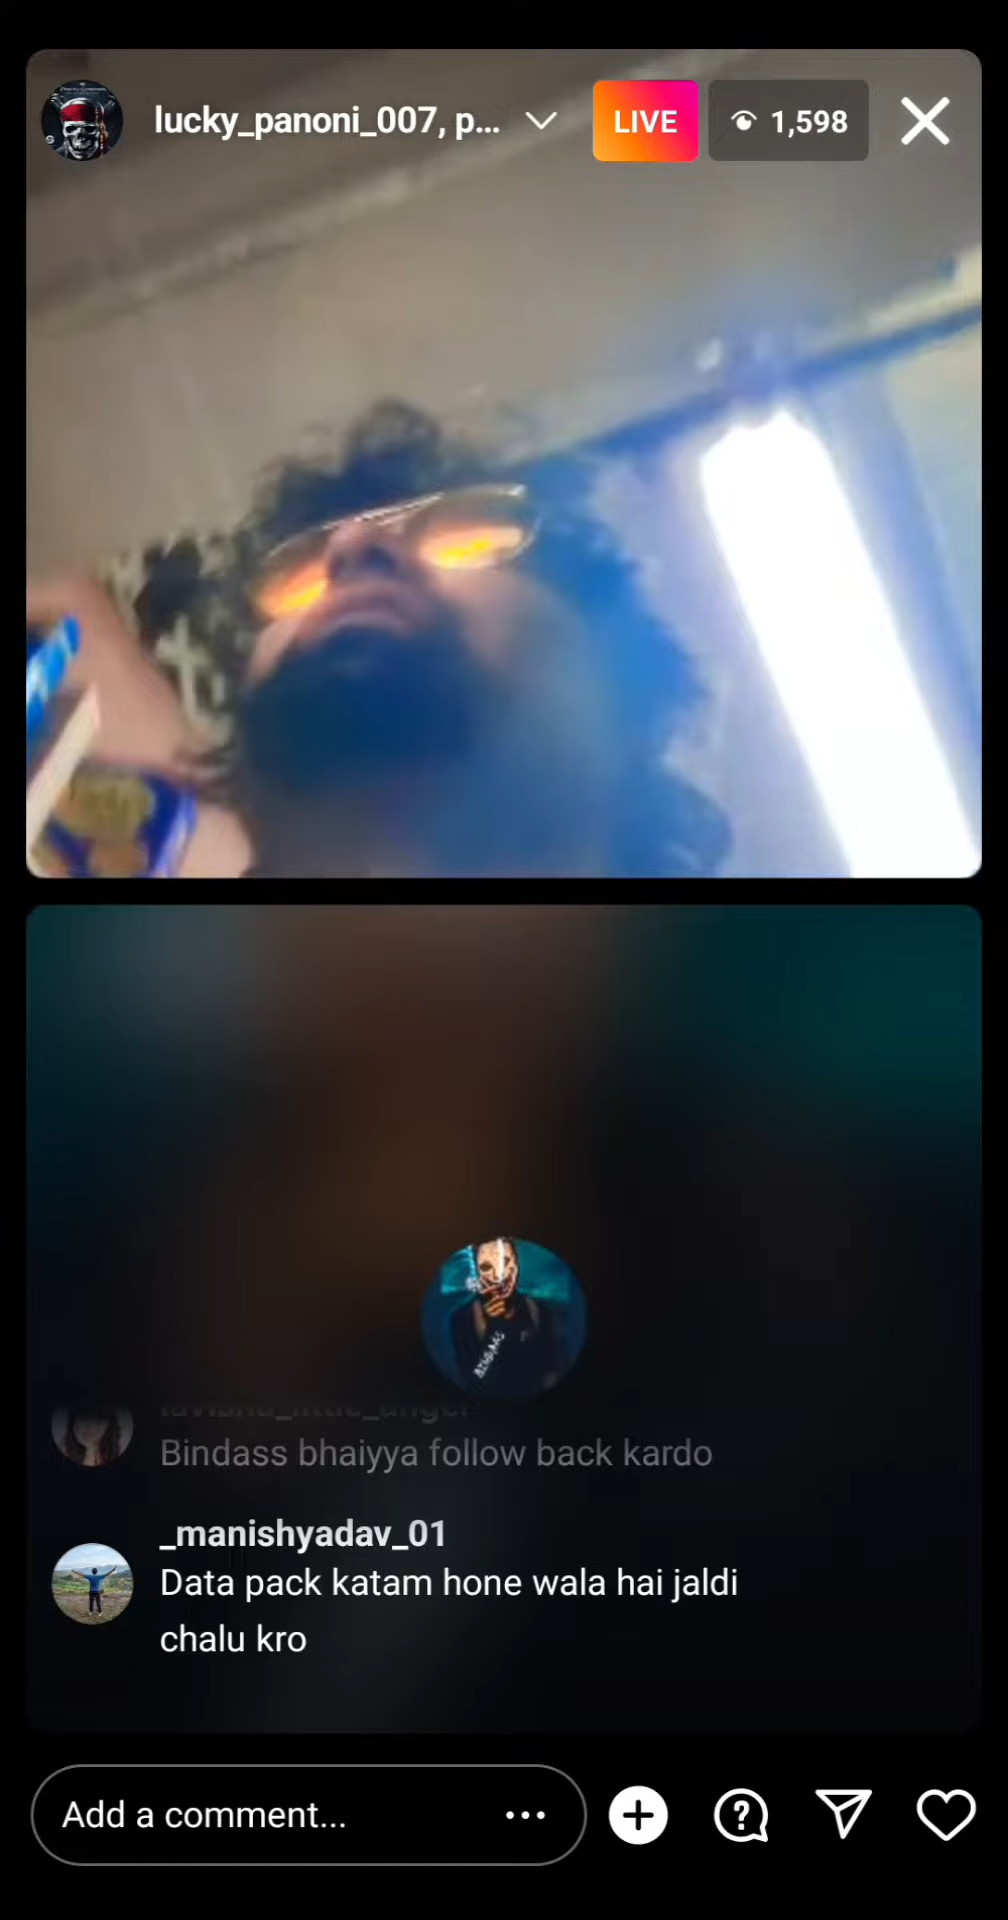 lucky_panoni_007, p...
LIVE
1,598
Bindass bhaiyya follow back kardo
_manishyadav_01
Data pack katam hone wala hai jaldi
chalu kro
Add a comment...